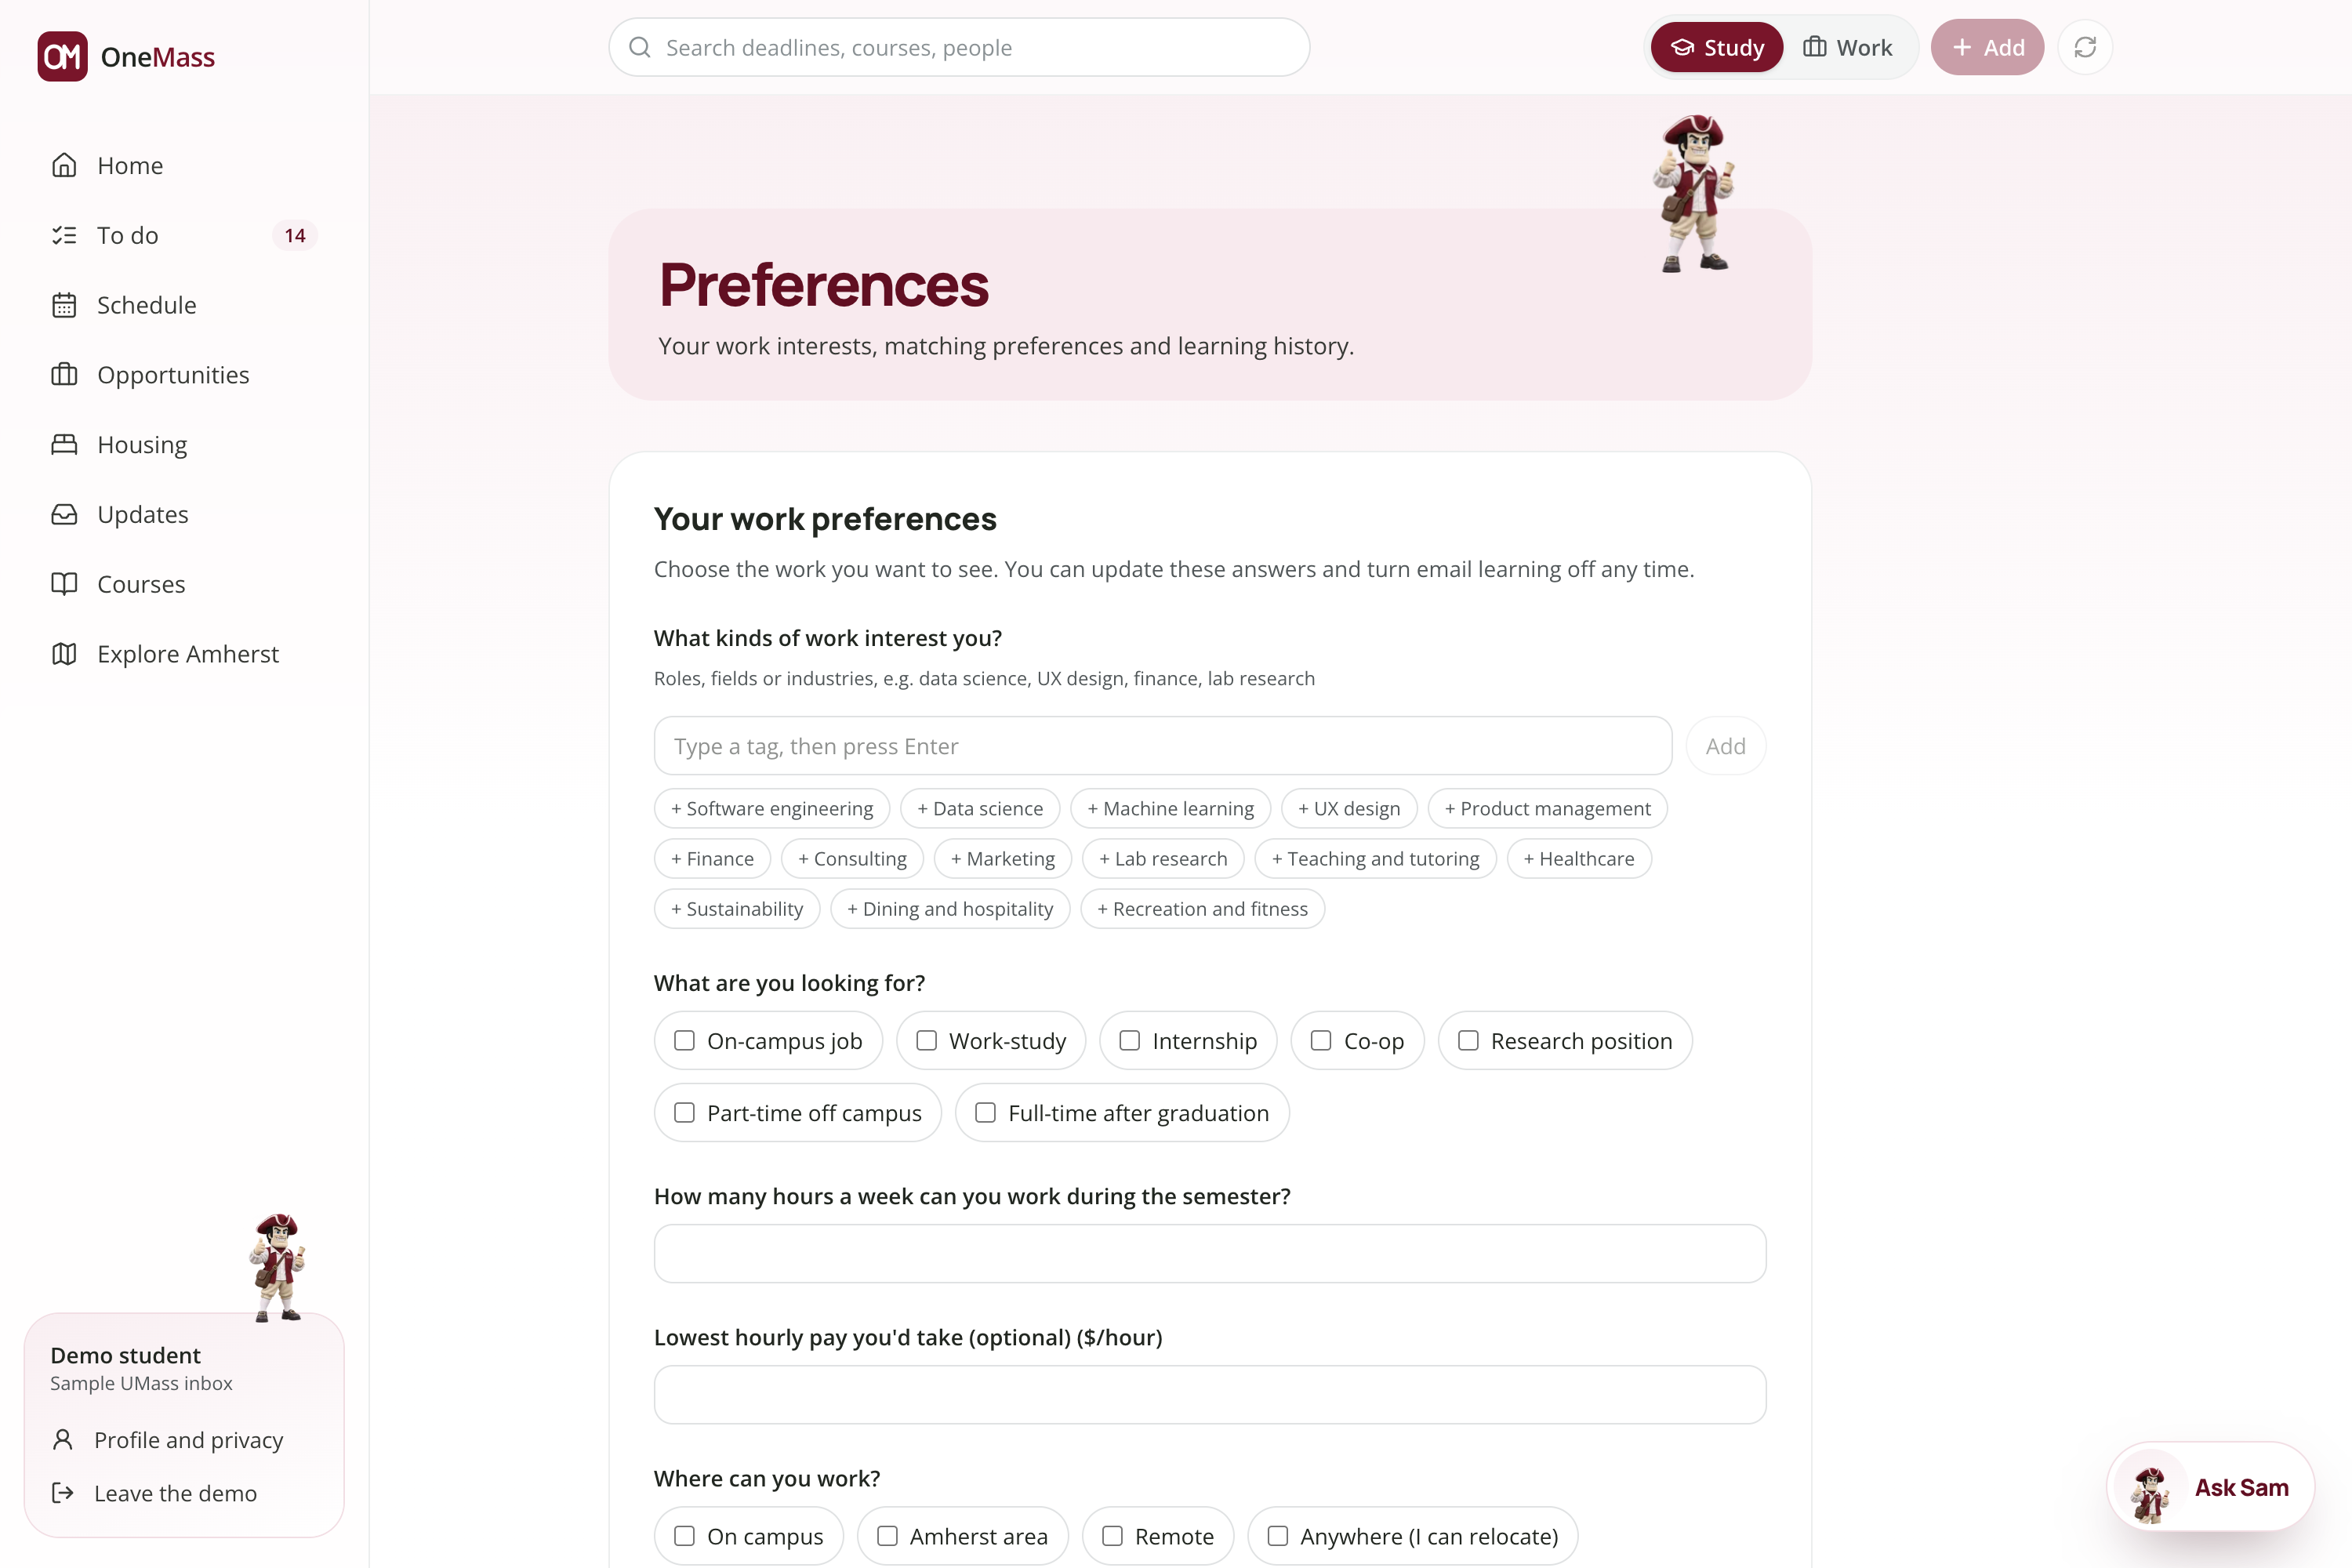 OM OneMass
Search deadlines, courses, people
Study
Work
+ Add
Home
To do 14
Schedule
Opportunities
Housing
Updates
Courses
Explore Amherst
Demo student
Sample UMass inbox
Profile and privacy
Leave the demo
Preferences
Your work interests, matching preferences and learning history.
Your work preferences
Choose the work you want to see. You can update these answers and turn email learning off any time.
What kinds of work interest you?
Roles, fields or industries, e.g. data science, UX design, finance, lab research
Type a tag, then press Enter Add
+ Software engineering + Data science + Machine learning + UX design + Product management
+ Finance + Consulting + Marketing + Lab research + Teaching and tutoring + Healthcare
+ Sustainability + Dining and hospitality + Recreation and fitness
What are you looking for?
On-campus job Work-study Internship Co-op Research position
Part-time off campus Full-time after graduation
How many hours a week can you work during the semester?
Lowest hourly pay you'd take (optional) ($/hour)
Where can you work?
On campus Amherst area Remote Anywhere (I can relocate)
Ask Sam